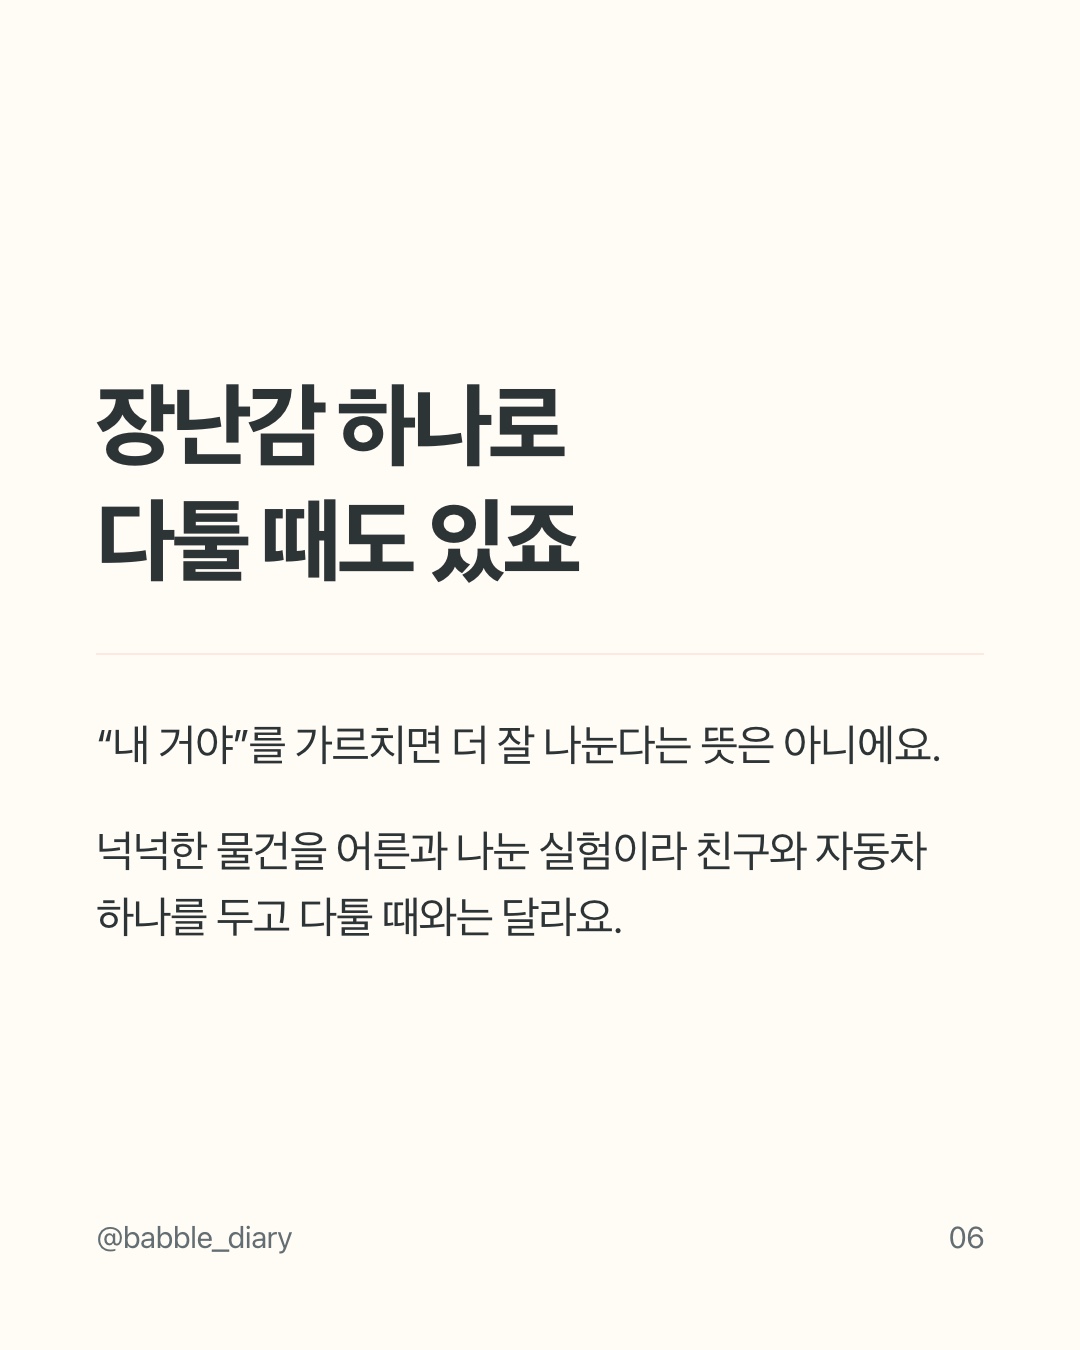 장난감 하나로
다툴 때도 있죠
“내 거야”를 가르치면 더 잘 나눈다는 뜻은 아니에요.
넉넉한 물건을 어른과 나눈 실험이라 친구와 자동차
하나를 두고 다툴 때와는 달라요.
@babble_diary
06